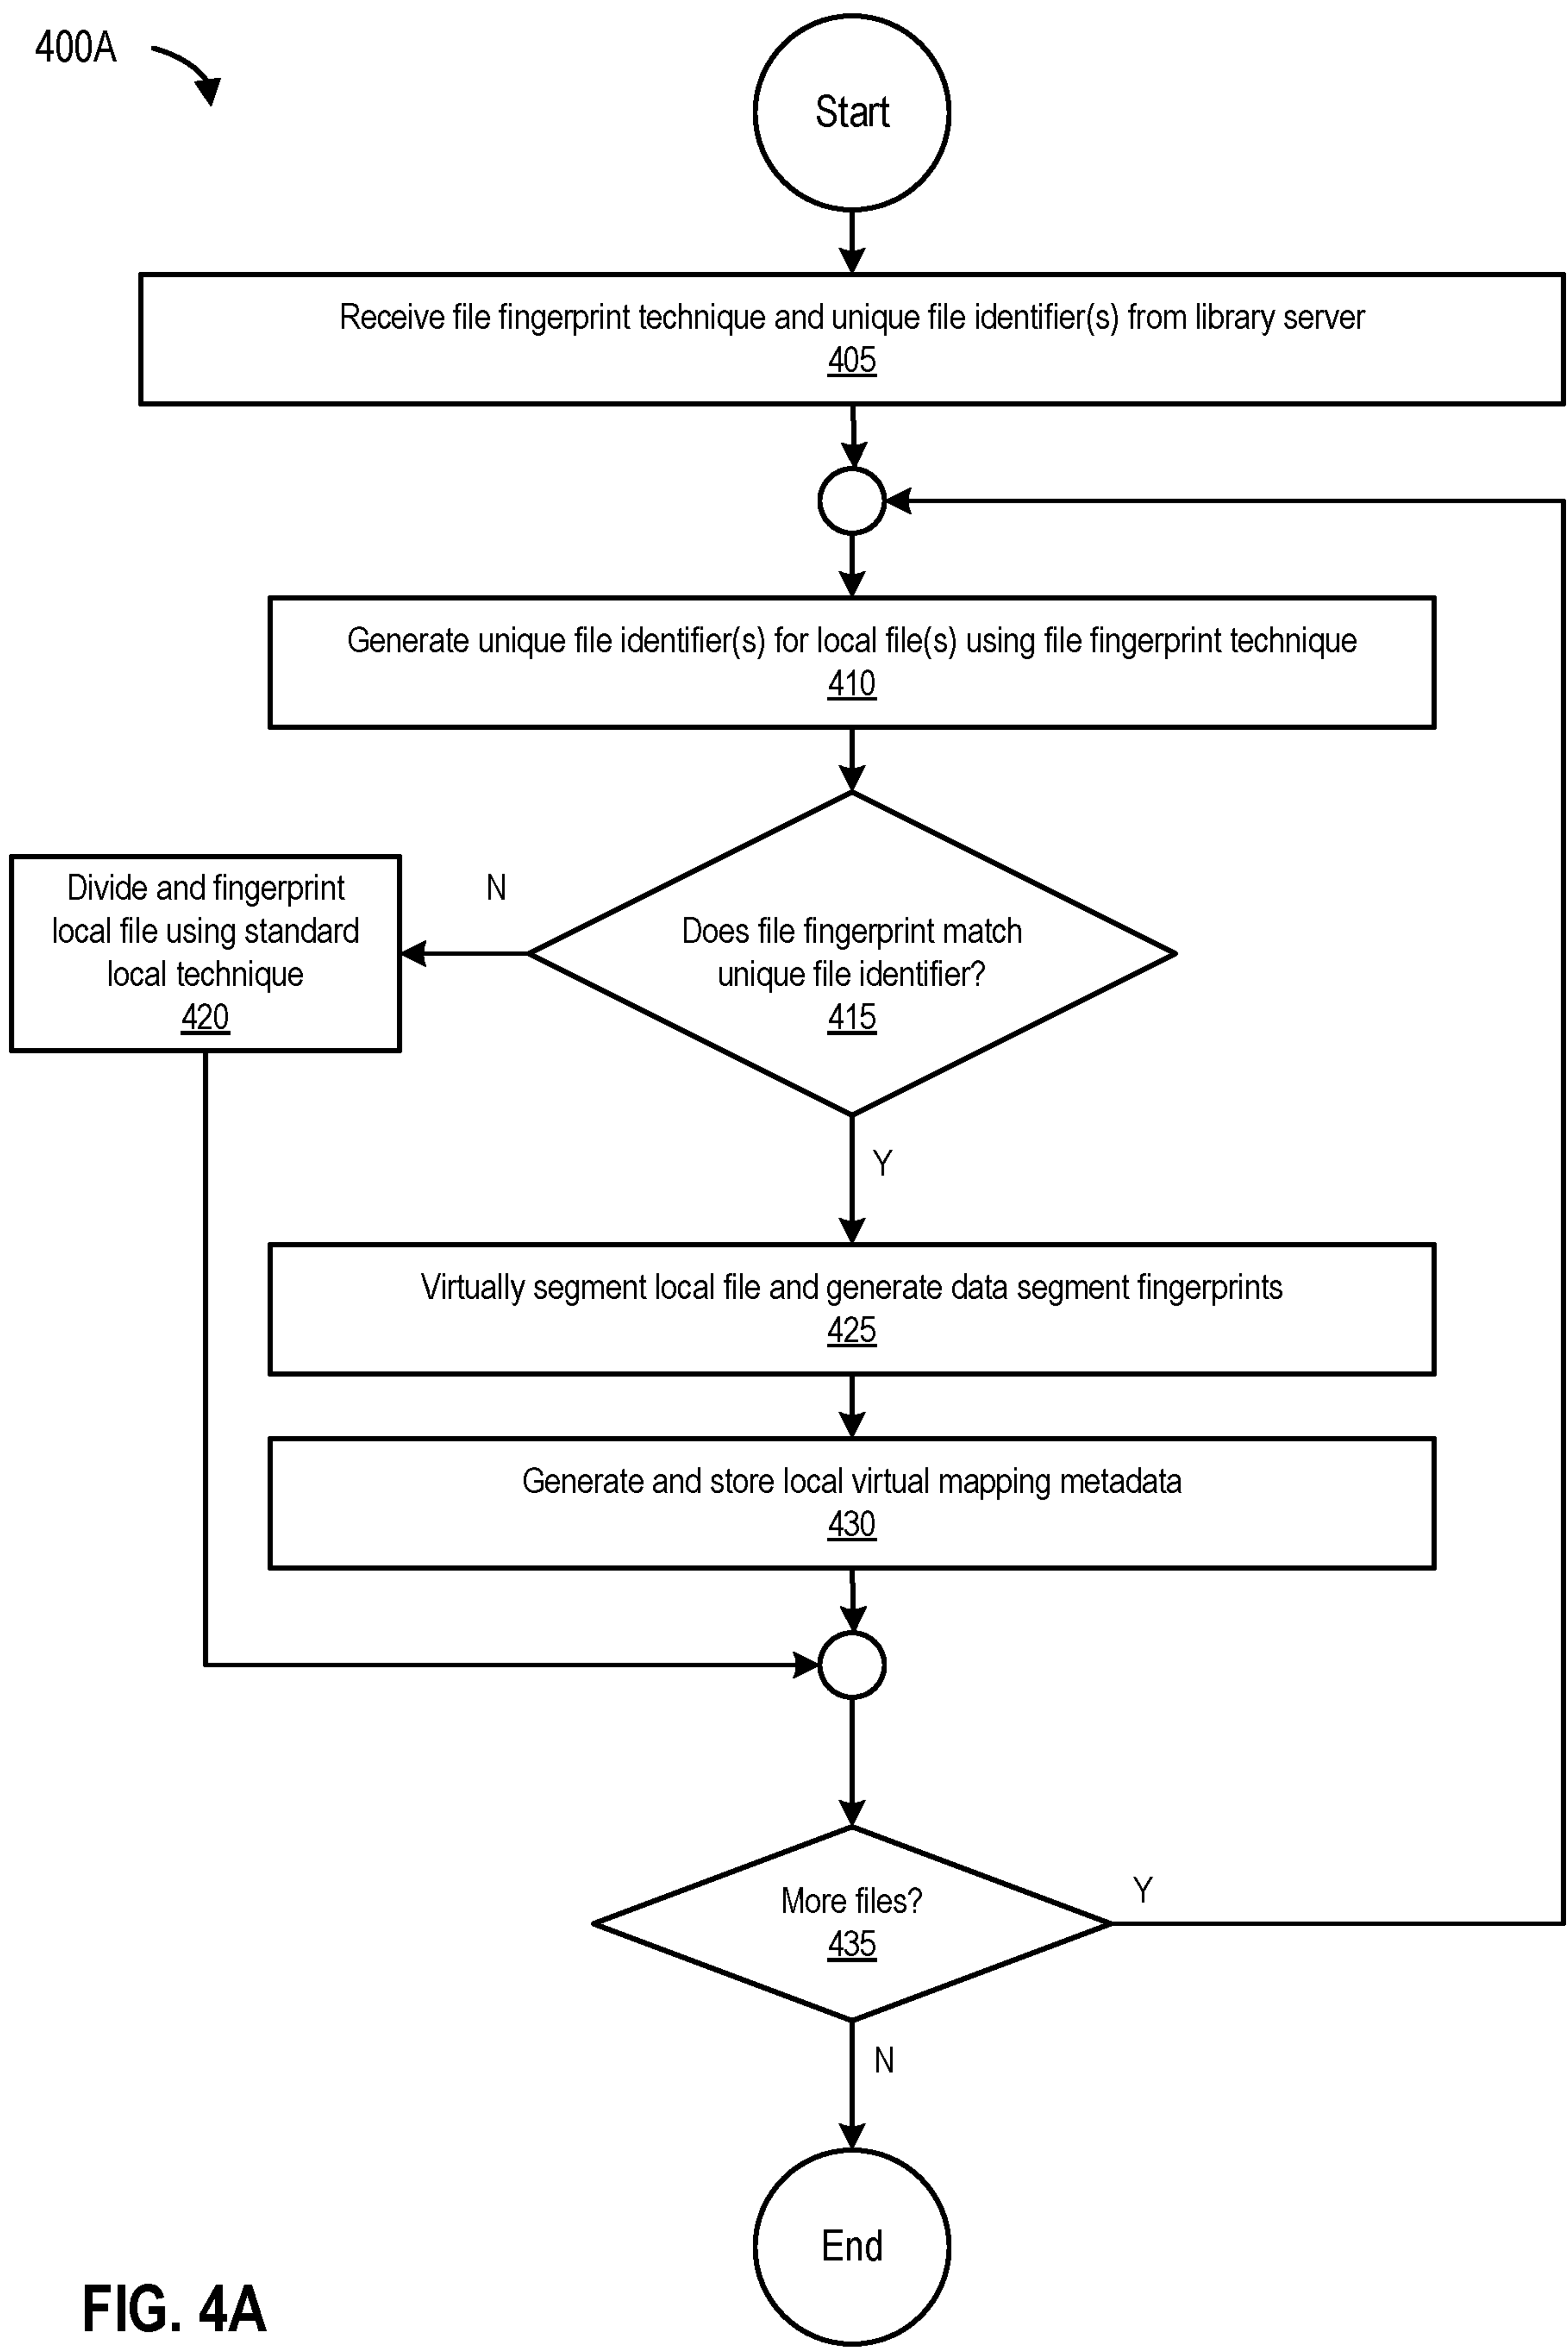 400A
Start
Receive file fingerprint technique and unique file identifier(s) from library server
405
Generate unique file identifier(s) for local file(s) using file fingerprint technique
410
Does file fingerprint match
unique file identifier?
415
N
Divide and fingerprint
local file using standard
local technique
420
Y
Virtually segment local file and generate data segment fingerprints
425
Generate and store local virtual mapping metadata
430
More files?
435
Y
N
End
FIG. 4A